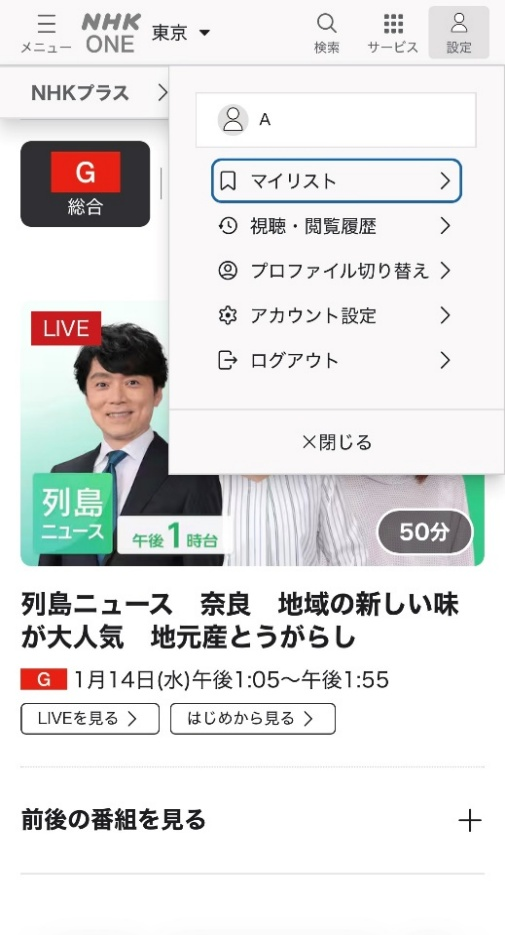 メニュー
NHK
ONE
東京
検索
サービス
設定
NHKプラス
A
マイリスト
視聴・閲覧履歴
プロファイル切り替え
アカウント設定
ログアウト
×閉じる
G
総合
LIVE
列島
ニュース
午後1時台
50分
列島ニュース　奈良　地域の新しい味
が大人気　地元産とうがらし
G 1月14日(水)午後1:05〜午後1:55
LIVEを見る
はじめから見る
前後の番組を見る